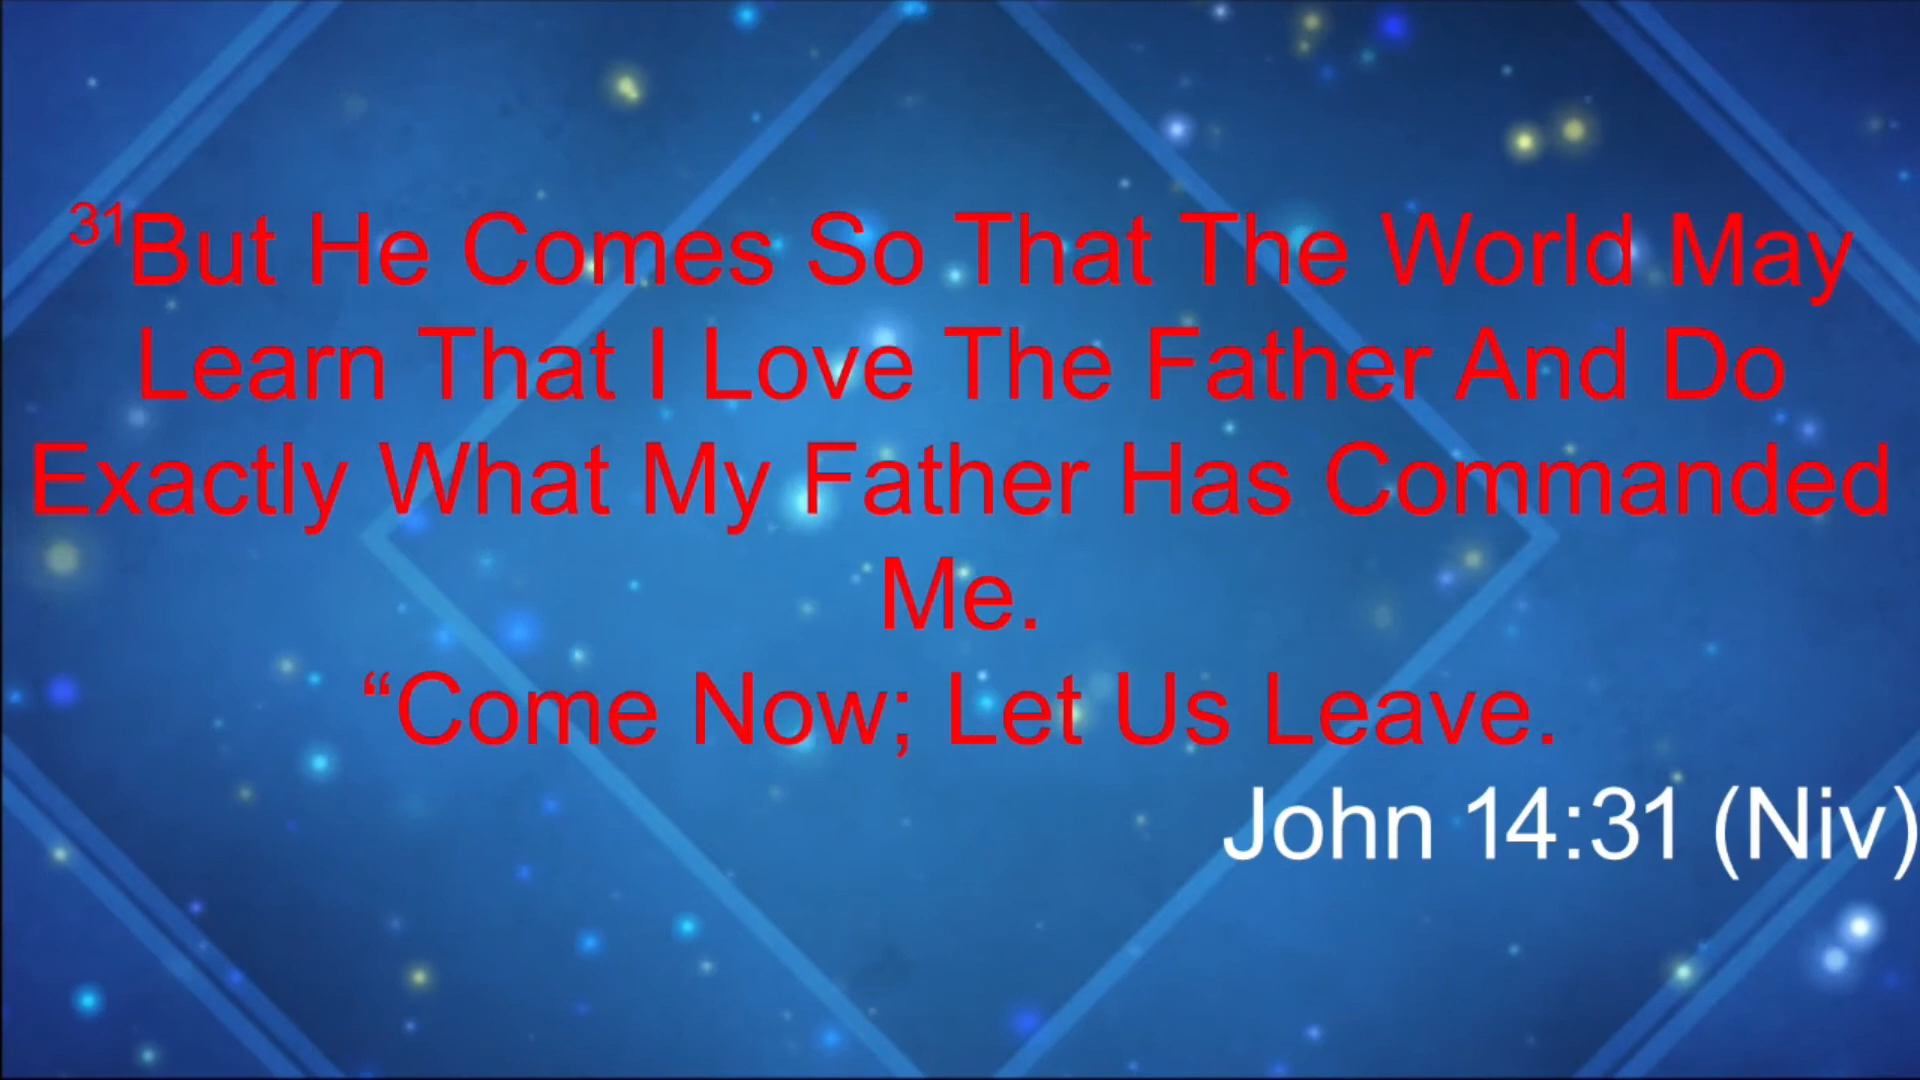 31But He Comes So That The World May
Learn That I Love The Father And Do
Exactly What My Father Has Commanded
Me.
“Come Now; Let Us Leave.
John 14:31 (Niv)